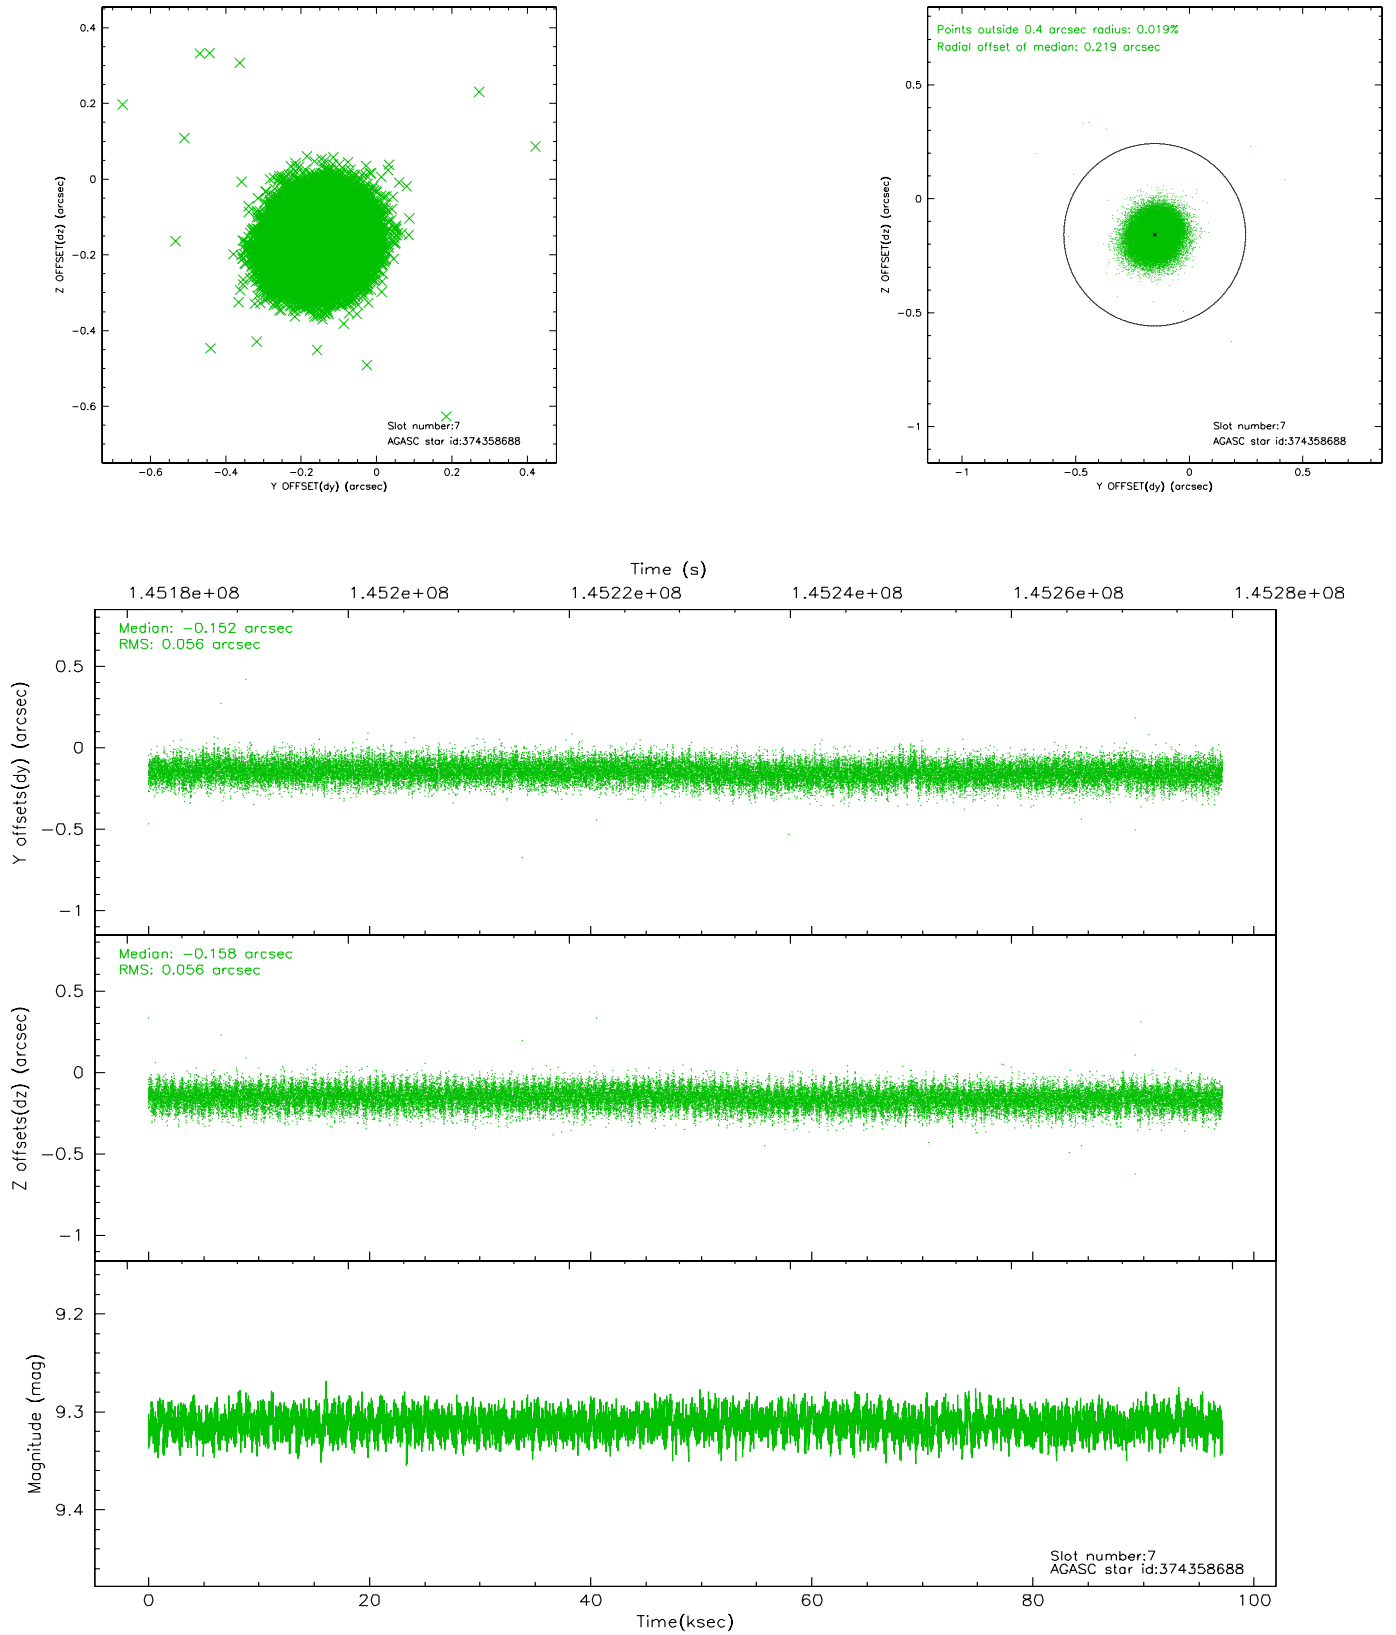 0.4
0.2
0
−0.2
−0.4
−0.6
Z OFFSET(dz) (arcsec)
Slot number:7
AGASC star id:374358688
−0.6 −0.4 −0.2 0 0.2 0.4
Y OFFSET(dy) (arcsec)
Points outside 0.4 arcsec radius: 0.019%
Radial offset of median: 0.219 arcsec
0.5
0
−0.5
−1
Z OFFSET(dz) (arcsec)
Slot number:7
AGASC star id:374358688
−1 −0.5 0 0.5
Y OFFSET(dy) (arcsec)
Time (s)
1.4518e+08 1.452e+08 1.4522e+08 1.4524e+08 1.4526e+08 1.4528e+08
Median: −0.152 arcsec
RMS: 0.056 arcsec
0.5
0
−0.5
−1
Y offsets(dy) (arcsec)
Median: −0.158 arcsec
RMS: 0.056 arcsec
0.5
0
−0.5
−1
Z offsets(dz) (arcsec)
9.2
9.3
9.4
Magnitude (mag)
Slot number:7
AGASC star id:374358688
0 20 40 60 80 100
Time(ksec)